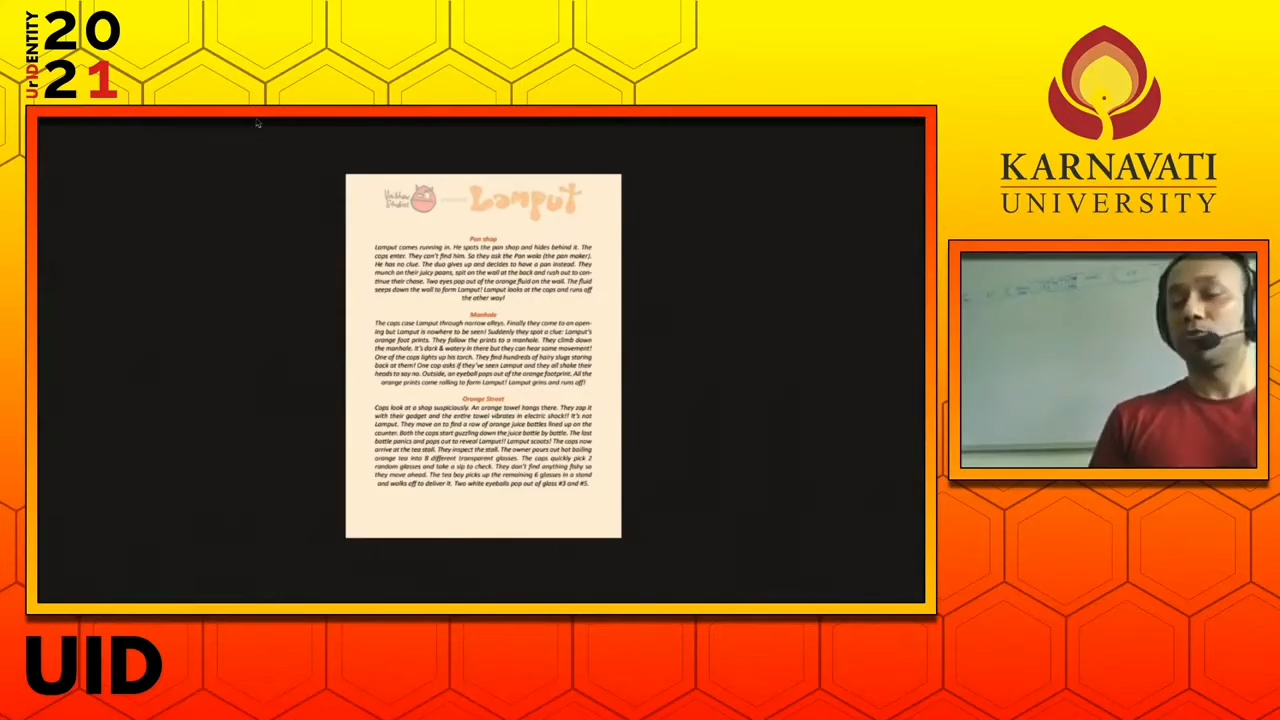 UrIDENTITY
20
21
KARNAVATI
UNIVERSITY
Vaibhav
Studios
Lamput
Pan shop
Lamput comes running in. He spots the pan shop and hides behind it. The
cops enter. They can't find him. So they ask the Pan wala (the pan maker).
He has no clue. The duo gives up and decides to have a pan instead. They
munch on their juicy paans, spit on the wall at the back and rush out to con-
tinue their chase. Two eyes pop out of the orange fluid on the wall. The fluid
seeps down the wall to form Lamput! Lamput looks at the cops and runs off
the other way!
Manhole
The cops case Lamput through narrow alleys. Finally they come to an open-
ing but Lamput is nowhere to be seen! Suddenly they spot a clue: Lamput's
orange foot prints. They follow the prints to a manhole. They climb down
the manhole. It's dark & watery in there but they can hear some movement!
One of the cops lights up his torch. They find hundreds of hairy slugs staring
back at them! One cop asks if they've seen Lamput and they all shake their
heads to say no. Outside, an eyeball pops out of the orange footprint. All the
orange prints come rolling to form Lamput! Lamput grins and runs off!
Orange Street
Cops look at a shop suspiciously. An orange towel hangs there. They zap it
with their gadget and the entire towel vibrates in electric shock!! It's not
Lamput. They move on to find a row of orange juice bottles lined up on the
counter. Both the cops start guzzling down the juice bottle by bottle. The last
bottle panics and pops out to reveal Lamput!! Lamput scoots! The cops now
arrive at the tea stall. They inspect the stall. The owner pours out hot boiling
orange tea into 8 different transparent glasses. The cops quickly pick 2
random glasses and take a sip to check. They don't find anything fishy so
they move ahead. The tea boy picks up the remaining 6 glasses in a stand
and walks off to deliver it. Two white eyeballs pop out of glass #3 and #5.
UID